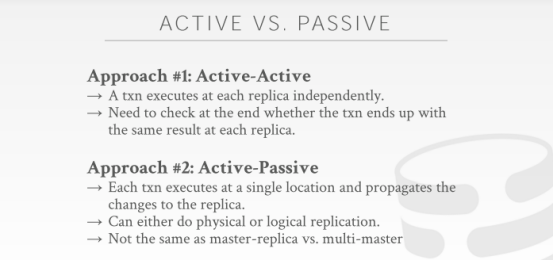 ACTIVE VS. PASSIVE
Approach #1: Active-Active
→ A txn executes at each replica independently.
→ Need to check at the end whether the txn ends up with
the same result at each replica.
Approach #2: Active-Passive
→ Each txn executes at a single location and propagates the
changes to the replica.
→ Can either do physical or logical replication.
→ Not the same as master-replica vs. multi-master